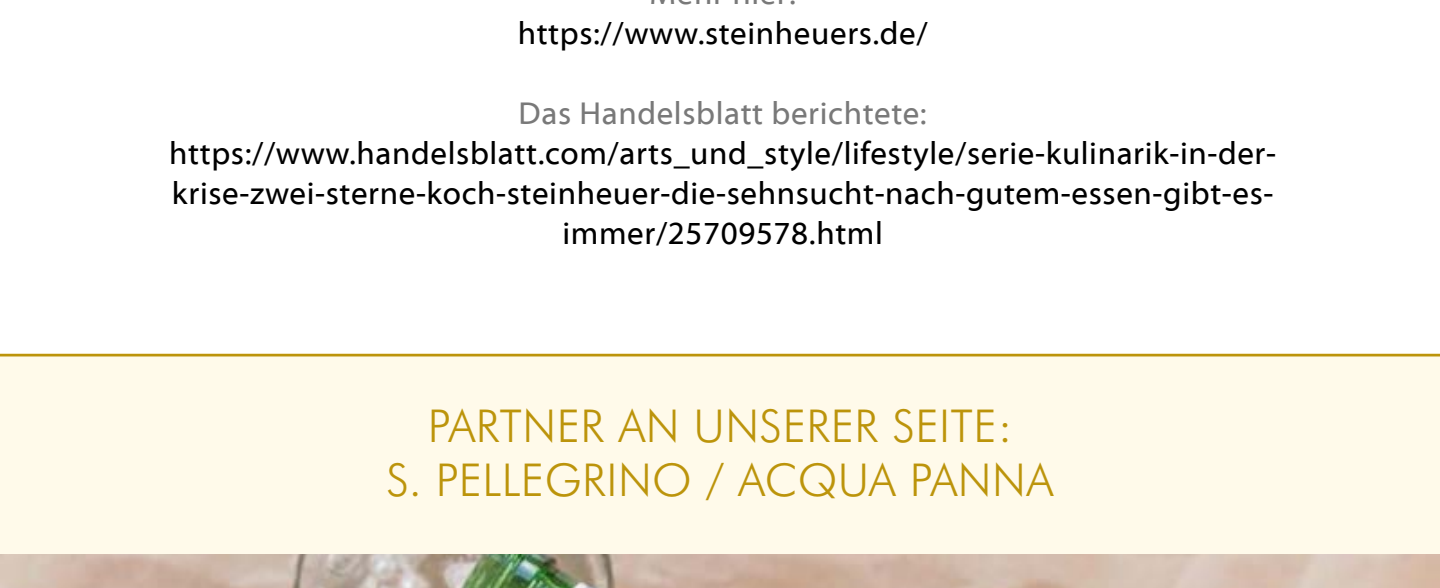 Mehr hier:
https://www.steinheuers.de/
Das Handelsblatt berichtete:
https://www.handelsblatt.com/arts_und_style/lifestyle/serie-kulinarik-in-der-
krise-zwei-sterne-koch-steinheuer-die-sehnsucht-nach-gutem-essen-gibt-es-
immer/25709578.html
PARTNER AN UNSERER SEITE:
S. PELLEGRINO / ACQUA PANNA